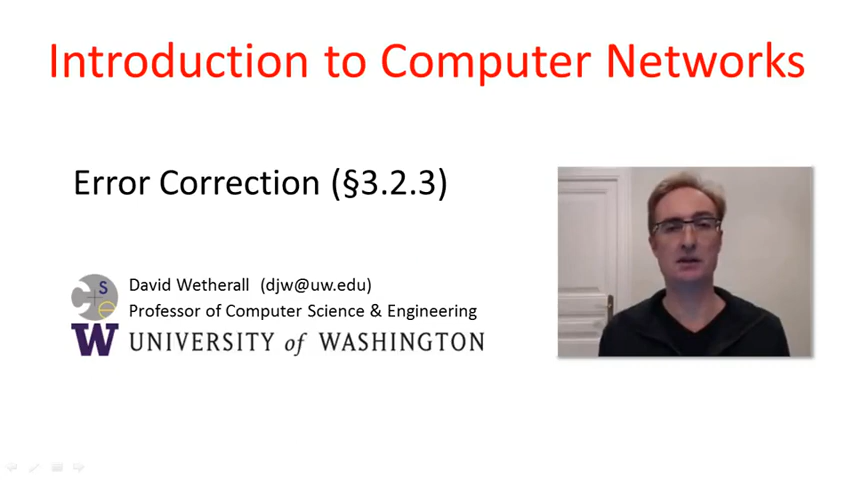 Introduction to Computer Networks
Error Correction (§3.2.3)
David Wetherall (djw@uw.edu)
Professor of Computer Science & Engineering
CSe
W UNIVERSITY of WASHINGTON